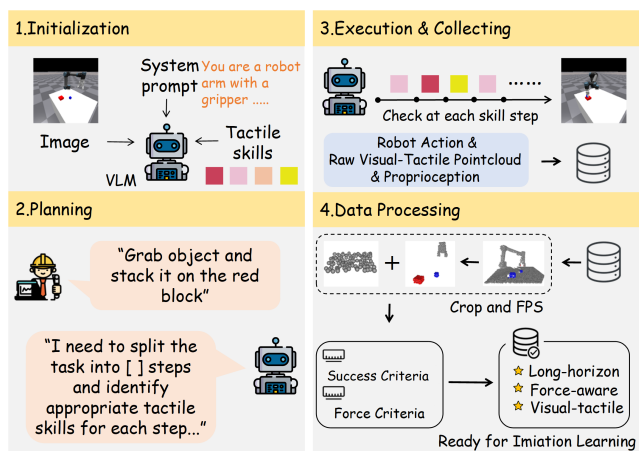 1.Initialization
System
prompt
You are a robot
arm with a
gripper .....
Image
Tactile
skills
VLM
2.Planning
“Grab object and
stack it on the red
block”
“I need to split the
task into [ ] steps
and identify
appropriate tactile
skills for each step...”
3.Execution & Collecting
......
Check at each skill step
Robot Action &
Raw Visual-Tactile Pointcloud
& Proprioception
4.Data Processing
+
Crop and FPS
Success Criteria
Force Criteria
Long-horizon
Force-aware
Visual-tactile
Ready for Imiation Learning